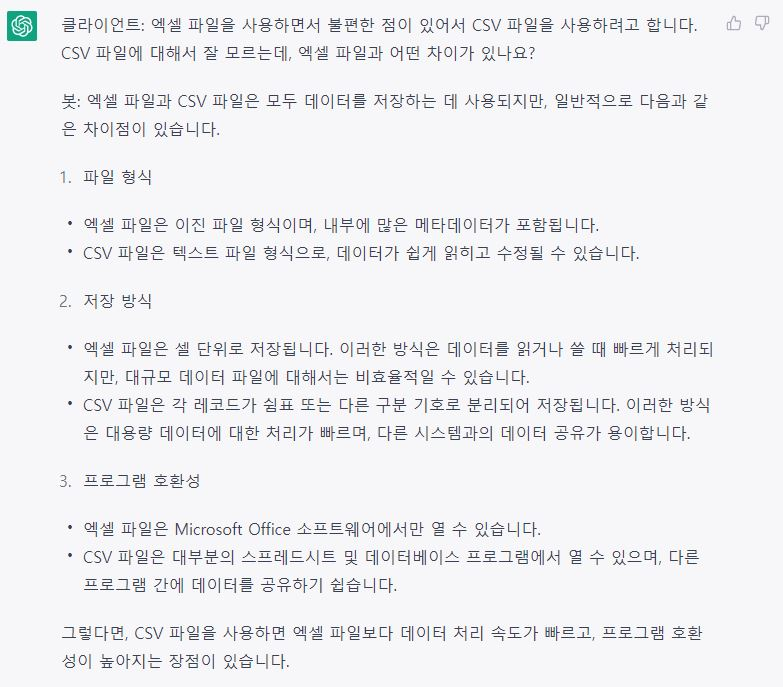 클라이언트: 엑셀 파일을 사용하면서 불편한 점이 있어서 CSV 파일을 사용하려고 합니다.
CSV 파일에 대해서 잘 모르는데, 엑셀 파일과 어떤 차이가 있나요?
봇: 엑셀 파일과 CSV 파일은 모두 데이터를 저장하는 데 사용되지만, 일반적으로 다음과 같
은 차이점이 있습니다.
1. 파일 형식
• 엑셀 파일은 이진 파일 형식이며, 내부에 많은 메타데이터가 포함됩니다.
• CSV 파일은 텍스트 파일 형식으로, 데이터가 쉽게 읽히고 수정될 수 있습니다.
2. 저장 방식
• 엑셀 파일은 셀 단위로 저장됩니다. 이러한 방식은 데이터를 읽거나 쓸 때 빠르게 처리되
지만, 대규모 데이터 파일에 대해서는 비효율적일 수 있습니다.
• CSV 파일은 각 레코드가 쉼표 또는 다른 구분 기호로 분리되어 저장됩니다. 이러한 방식
은 대용량 데이터에 대한 처리가 빠르며, 다른 시스템과의 데이터 공유가 용이합니다.
3. 프로그램 호환성
• 엑셀 파일은 Microsoft Office 소프트웨어에서만 열 수 있습니다.
• CSV 파일은 대부분의 스프레드시트 및 데이터베이스 프로그램에서 열 수 있으며, 다른
프로그램 간에 데이터를 공유하기 쉽습니다.
그렇다면, CSV 파일을 사용하면 엑셀 파일보다 데이터 처리 속도가 빠르고, 프로그램 호환
성이 높아지는 장점이 있습니다.